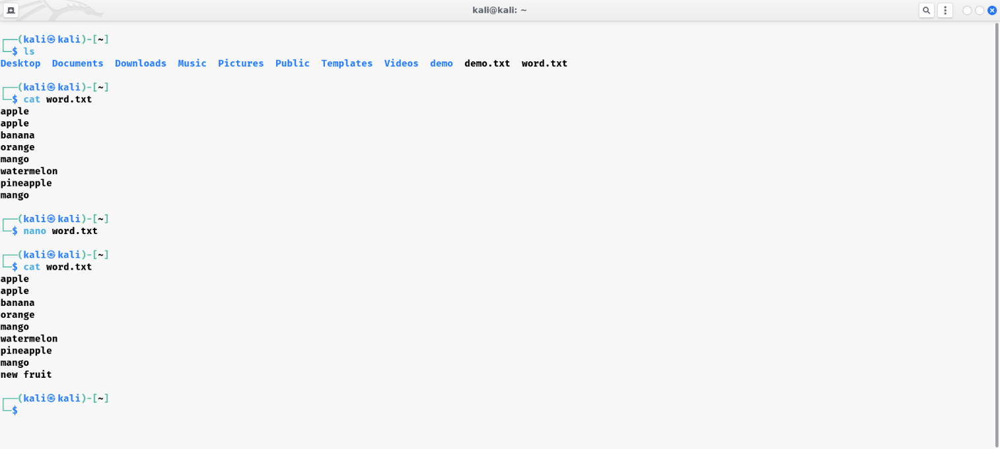 kali@kali: ~
┌──(kali㉿kali)-[~]
└─$ ls
Desktop  Documents  Downloads  Music  Pictures  Public  Templates  Videos  demo  demo.txt  word.txt
┌──(kali㉿kali)-[~]
└─$ cat word.txt
apple
apple
banana
orange
mango
watermelon
pineapple
mango
┌──(kali㉿kali)-[~]
└─$ nano word.txt
┌──(kali㉿kali)-[~]
└─$ cat word.txt
apple
apple
banana
orange
mango
watermelon
pineapple
mango
new fruit
┌──(kali㉿kali)-[~]
└─$